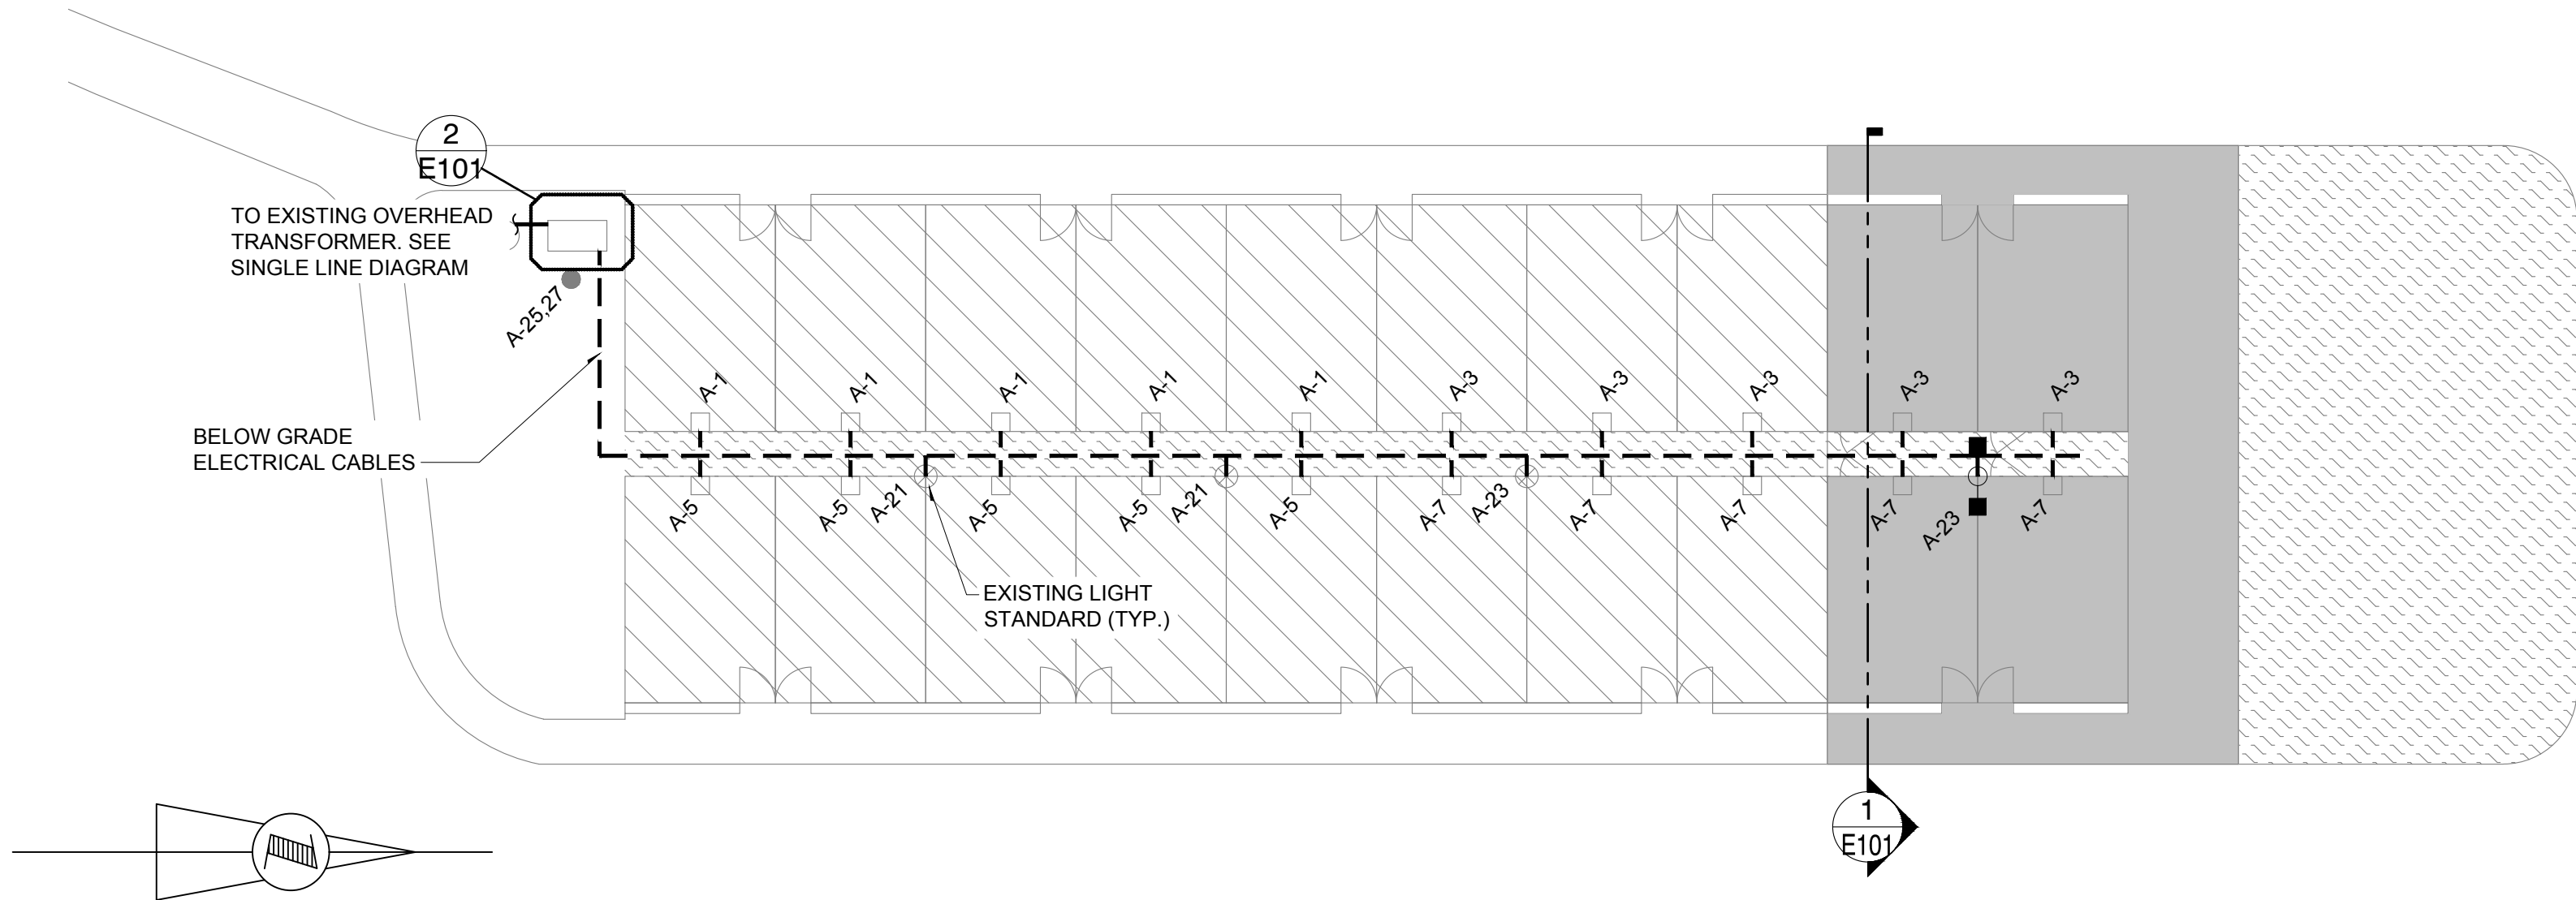 2
E101
TO EXISTING OVERHEAD
TRANSFORMER. SEE
SINGLE LINE DIAGRAM
A-25,27
BELOW GRADE
ELECTRICAL CABLES
A-1
A-1
A-1
A-1
A-1
A-3
A-3
A-3
A-3
A-3
A-5
A-5
A-21
A-5
A-5
A-21
A-5
A-7
A-23
A-7
A-7
A-7
A-23
A-7
EXISTING LIGHT
STANDARD (TYP.)
1
E101
N